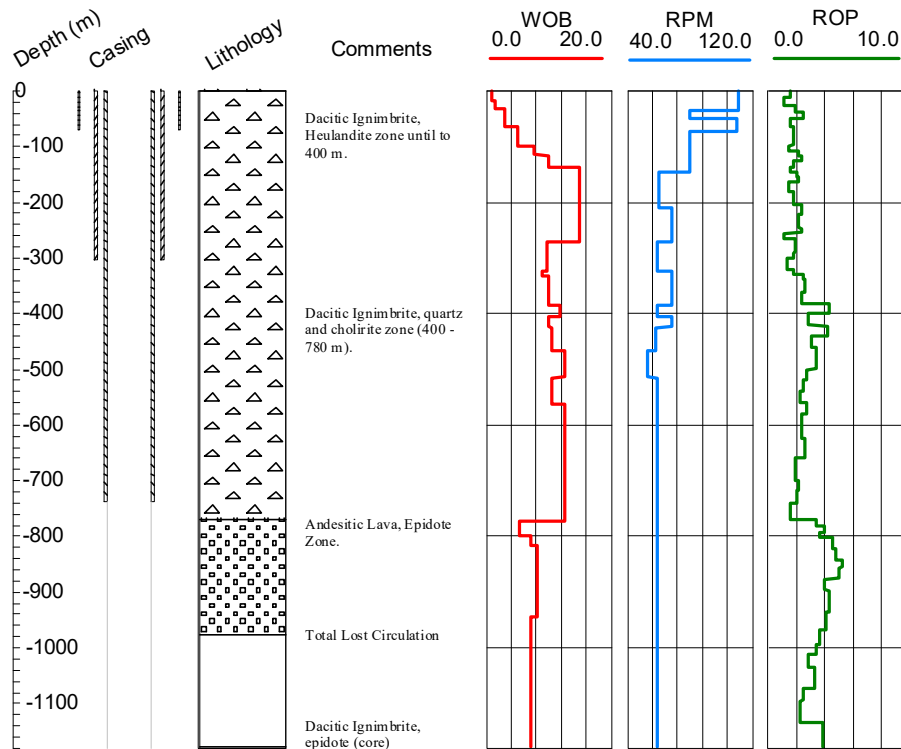 Depth (m)
Casing
Lithology
Comments
WOB
0.0 20.0
RPM
40.0 120.0
ROP
0.0 10.0
0
-100
-200
-300
-400
-500
-600
-700
-800
-900
-1000
-1100
Dacitic Ignimbrite,
Heulandite zone until to
400 m.
Dacitic Ignimbrite, quartz
and cholirite zone (400 -
780 m).
Andesitic Lava, Epidote
Zone.
Total Lost Circulation
Dacitic Ignimbrite,
epidote (core)